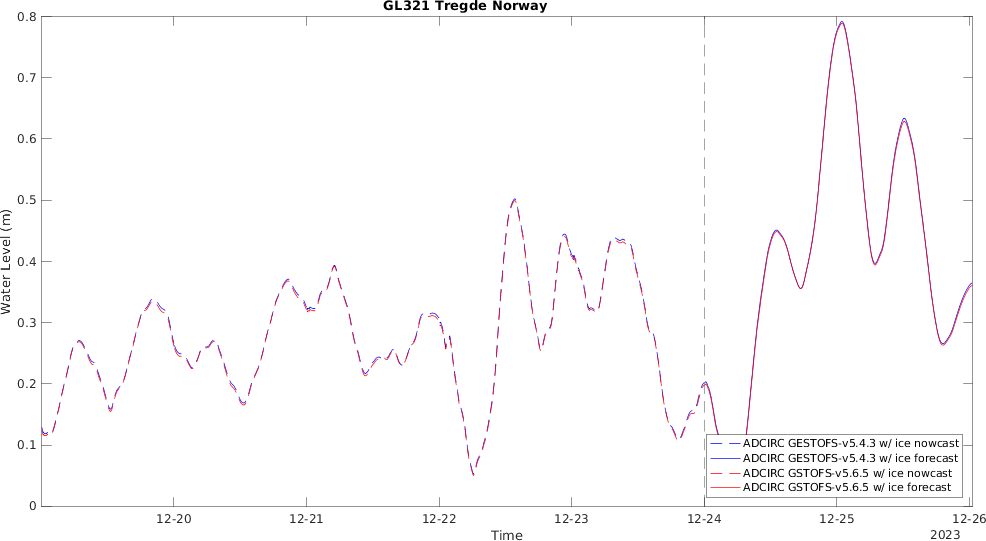 GL321 Tregde Norway
0.8
0.7
0.6
0.5
0.4
0.3
0.2
0.1
0
Water Level (m)
ADCIRC GESTOFS-v5.4.3 w/ ice nowcast
ADCIRC GESTOFS-v5.4.3 w/ ice forecast
ADCIRC GSTOFS-v5.6.5 w/ ice nowcast
ADCIRC GSTOFS-v5.6.5 w/ ice forecast
12-20 12-21 12-22 12-23 12-24 12-25 12-26
Time
2023